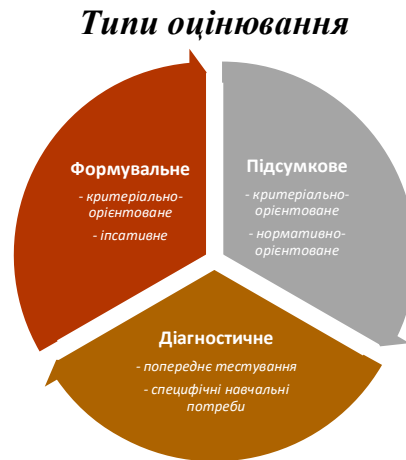 Типи оцінювання
Формувальне
- критеріально-
орієнтоване
- іпсативне
Підсумкове
- критеріально-
орієнтоване
- нормативно-
орієнтоване
Діагностичне
- попереднє тестування
- специфічні навчальні
потреби